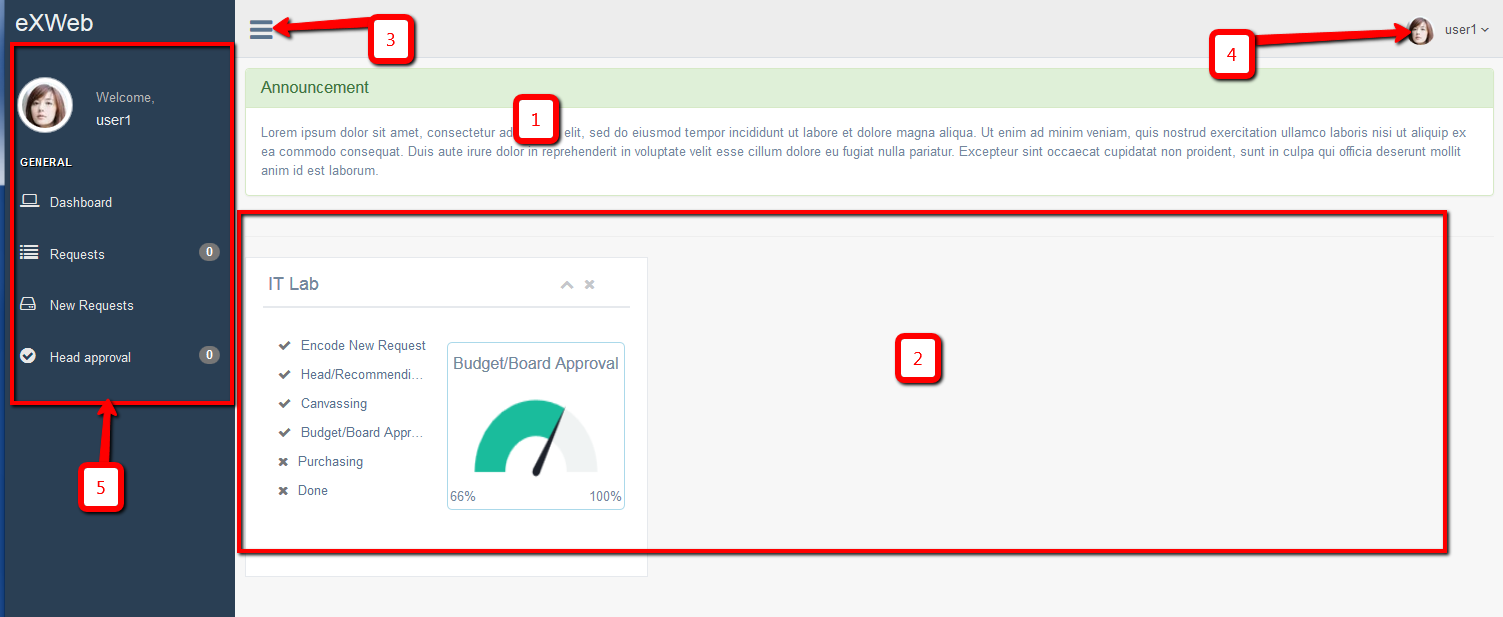 eXWeb
3
4
user1
Welcome,
user1
GENERAL
Dashboard
Requests 0
New Requests
Head approval 0
5
Announcement
1
Lorem ipsum dolor sit amet, consectetur ad elit, sed do eiusmod tempor incididunt ut labore et dolore magna aliqua. Ut enim ad minim veniam, quis nostrud exercitation ullamco laboris nisi ut aliquip ex
ea commodo consequat. Duis aute irure dolor in reprehenderit in voluptate velit esse cillum dolore eu fugiat nulla pariatur. Excepteur sint occaecat cupidatat non proident, sunt in culpa qui officia deserunt mollit
anim id est laborum.
2
IT Lab
Encode New Request
Head/Recommendi...
Canvassing
Budget/Board Appr...
Purchasing
Done
Budget/Board Approval
66% 100%